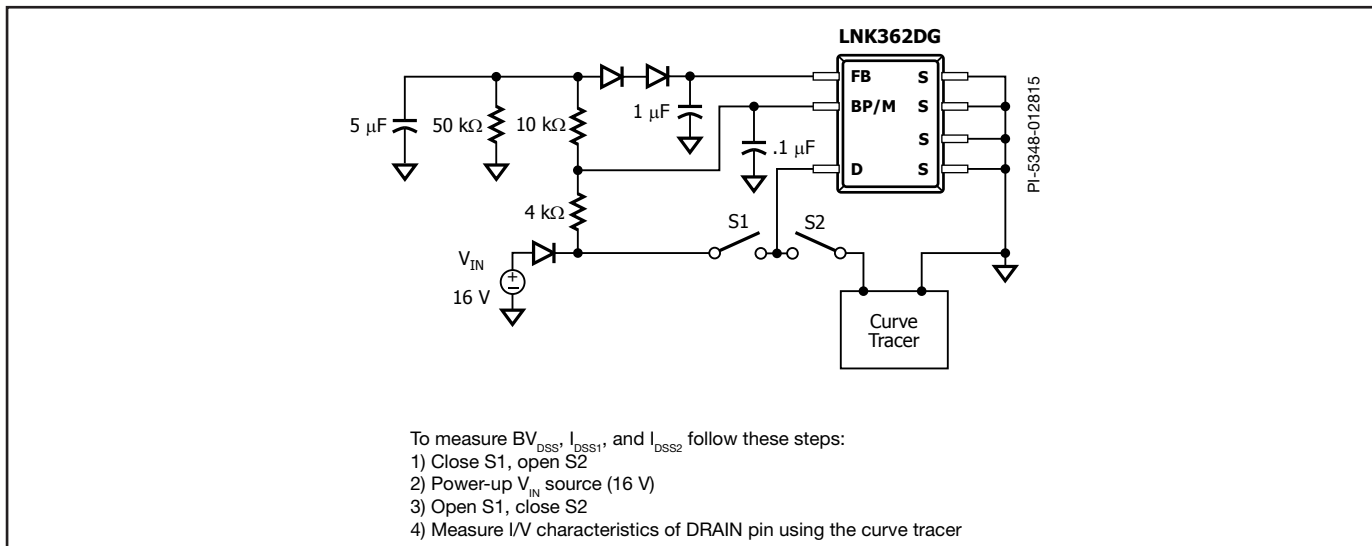 LNK362DG
FB S
BP/M S
S
D S
5 µF
50 kΩ
10 kΩ
1 µF
.1 µF
4 kΩ
S1
S2
V_IN
16 V
+
−
Curve
Tracer
PI-5348-012815
To measure BV_DSS, I_DSS1, and I_DSS2 follow these steps:
1) Close S1, open S2
2) Power-up V_IN source (16 V)
3) Open S1, close S2
4) Measure I/V characteristics of DRAIN pin using the curve tracer